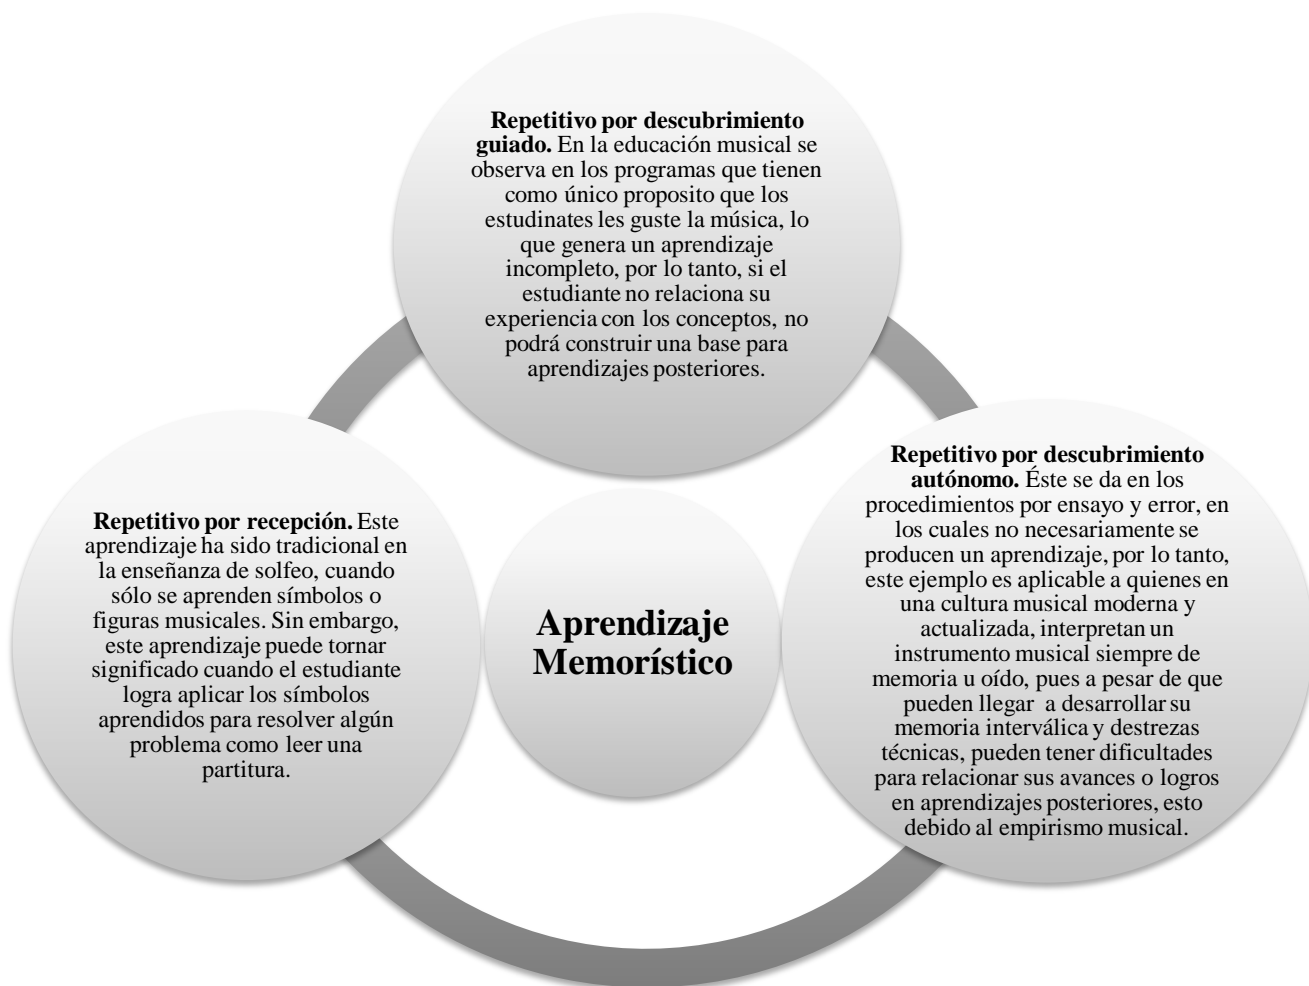 Repetitivo por descubrimiento
guiado. En la educación musical se
observa en los programas que tienen
como único proposito que los
estudinates les guste la música, lo
que genera un aprendizaje
incompleto, por lo tanto, si el
estudiante no relaciona su
experiencia con los conceptos, no
podrá construir una base para
aprendizajes posteriores.
Repetitivo por descubrimiento
autónomo. Éste se da en los
procedimientos por ensayo y error, en
los cuales no necesariamente se
producen un aprendizaje, por lo tanto,
este ejemplo es aplicable a quienes en
una cultura musical moderna y
actualizada, interpretan un
instrumento musical siempre de
memoria u oído, pues a pesar de que
pueden llegar a desarrollar su
memoria interválica y destrezas
técnicas, pueden tener dificultades
para relacionar sus avances o logros
en aprendizajes posteriores, esto
debido al empirismo musical.
Repetitivo por recepción. Este
aprendizaje ha sido tradicional en
la enseñanza de solfeo, cuando
sólo se aprenden símbolos o
figuras musicales. Sin embargo,
este aprendizaje puede tornar
significado cuando el estudiante
logra aplicar los símbolos
aprendidos para resolver algún
problema como leer una
partitura.
Aprendizaje
Memorístico